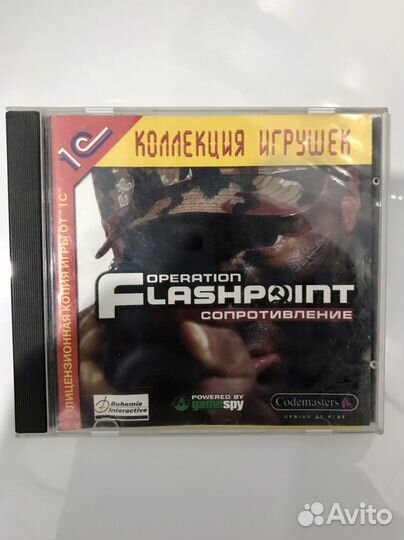 1С
КОЛЛЕКЦИЯ ИГРУШЕК
ЛИЦЕНЗИОННАЯ КОПИЯ ИГРЫ ОТ "1С"
OPERATION
FLASHPOINT
СОПРОТИВЛЕНИЕ
Bohemia
Interactive
POWERED BY
gamespy
Codemasters
GENIUS AT PLAY
Avito